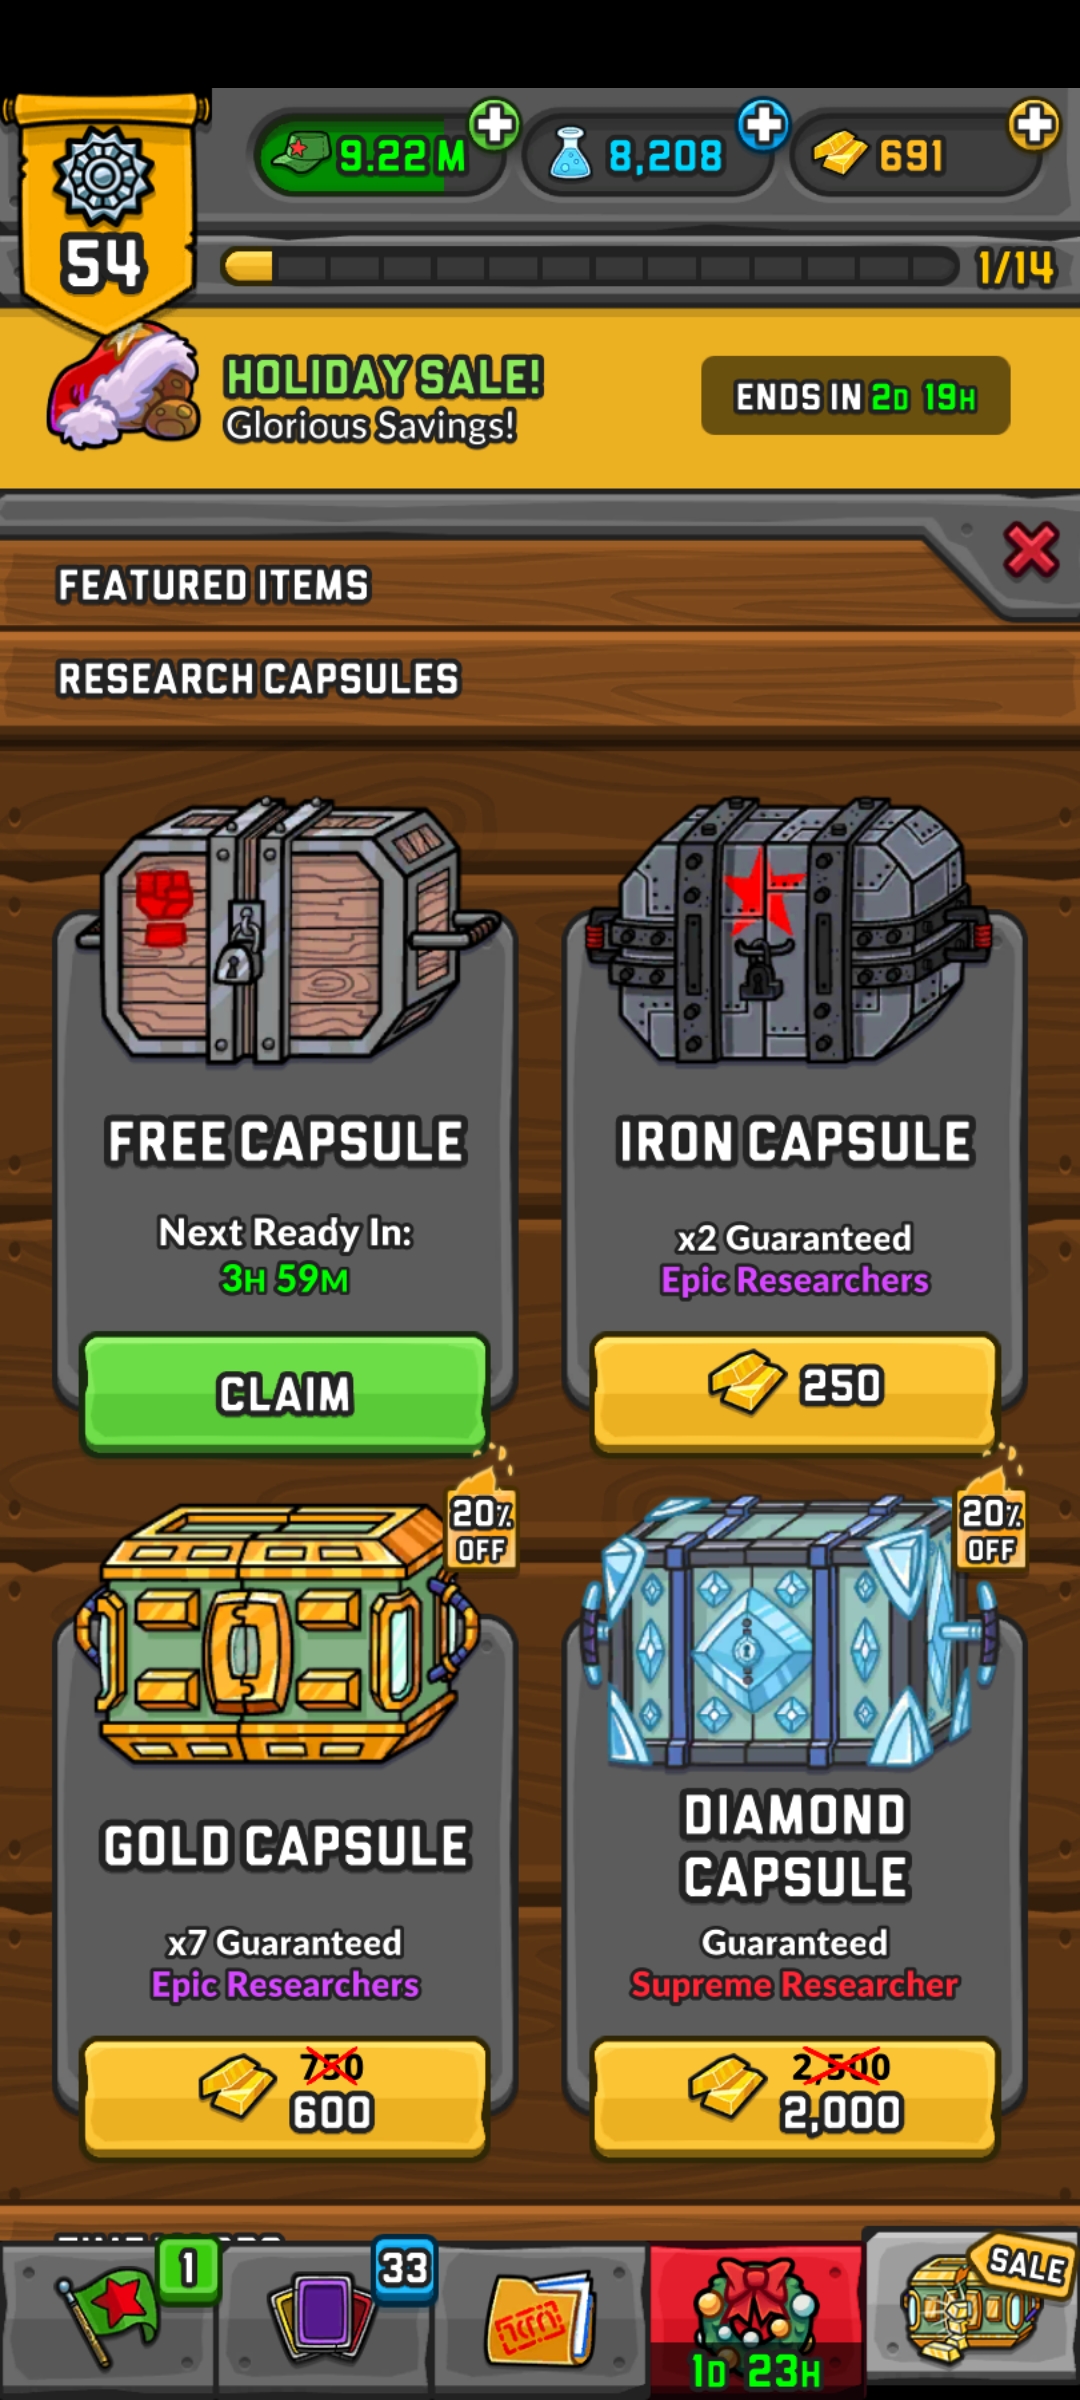 9.22 M
8,208
691
54
1/14
HOLIDAY SALE!
Glorious Savings!
ENDS IN 2D 19H
FEATURED ITEMS
RESEARCH CAPSULES
FREE CAPSULE
Next Ready In:
3H 59M
CLAIM
IRON CAPSULE
x2 Guaranteed
Epic Researchers
250
20% OFF
GOLD CAPSULE
x7 Guaranteed
Epic Researchers
750
600
20% OFF
DIAMOND
CAPSULE
Guaranteed
Supreme Researcher
2,500
2,000
1
33
1D 23H
SALE